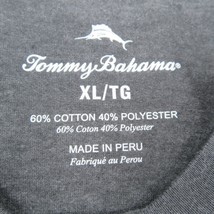 Tommy Bahama
XL/TG
60% COTTON 40% POLYESTER
60% Coton 40% Polyester
MADE IN PERU
Fabriqué au Perou